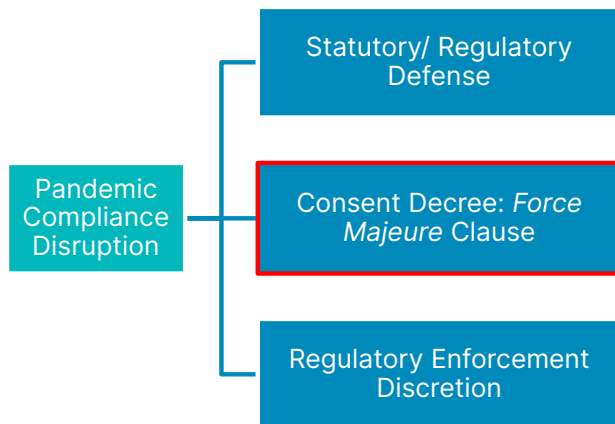 Statutory/ Regulatory
Defense
Pandemic
Compliance
Disruption
Consent Decree: Force
Majeure Clause
Regulatory Enforcement
Discretion